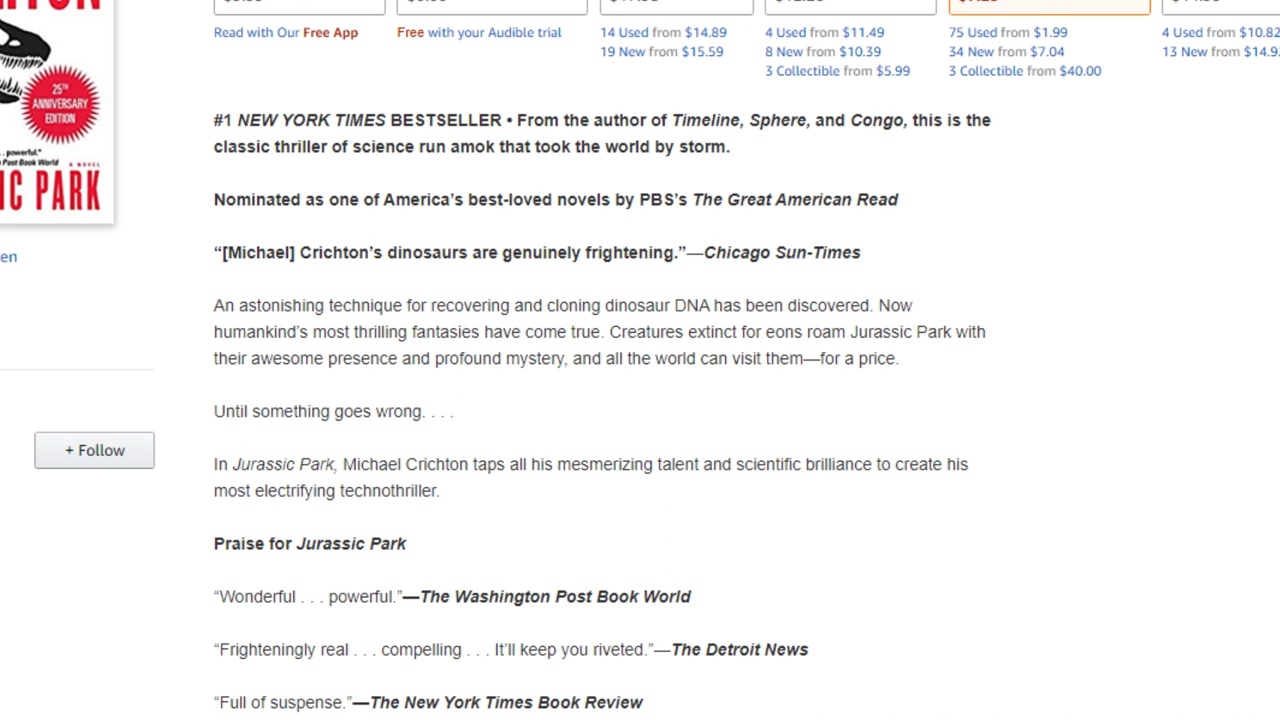 Read with Our Free App
Free with your Audible trial
14 Used from $14.89
19 New from $15.59
4 Used from $11.49
8 New from $10.39
3 Collectible from $5.99
75 Used from $1.99
34 New from $7.04
3 Collectible from $40.00
4 Used from $10.82
13 New from $14.9
25TH
ANNIVERSARY
EDITION
powerful."
Post Book World
A NOVEL
IC PARK
en
+ Follow
#1 NEW YORK TIMES BESTSELLER • From the author of Timeline, Sphere, and Congo, this is the
classic thriller of science run amok that took the world by storm.
Nominated as one of America’s best-loved novels by PBS’s The Great American Read
“[Michael] Crichton’s dinosaurs are genuinely frightening.”—Chicago Sun-Times
An astonishing technique for recovering and cloning dinosaur DNA has been discovered. Now
humankind’s most thrilling fantasies have come true. Creatures extinct for eons roam Jurassic Park with
their awesome presence and profound mystery, and all the world can visit them—for a price.
Until something goes wrong. . . .
In Jurassic Park, Michael Crichton taps all his mesmerizing talent and scientific brilliance to create his
most electrifying technothriller.
Praise for Jurassic Park
“Wonderful . . . powerful.”—The Washington Post Book World
“Frighteningly real . . . compelling . . . It’ll keep you riveted.”—The Detroit News
“Full of suspense.”—The New York Times Book Review